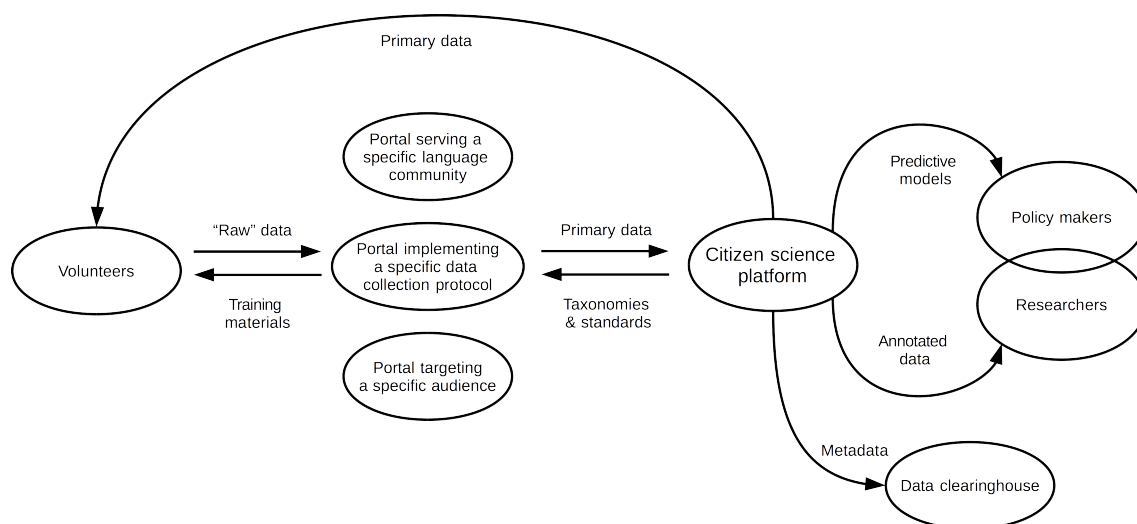 Primary data
Portal serving a
specific language
community
Predictive
models
Policy makers
“Raw” data
Portal implementing
a specific data
collection protocol
Primary data
Citizen science
platform
Volunteers
Training
materials
Taxonomies
& standards
Researchers
Annotated
data
Portal targeting
a specific audience
Metadata
Data clearinghouse